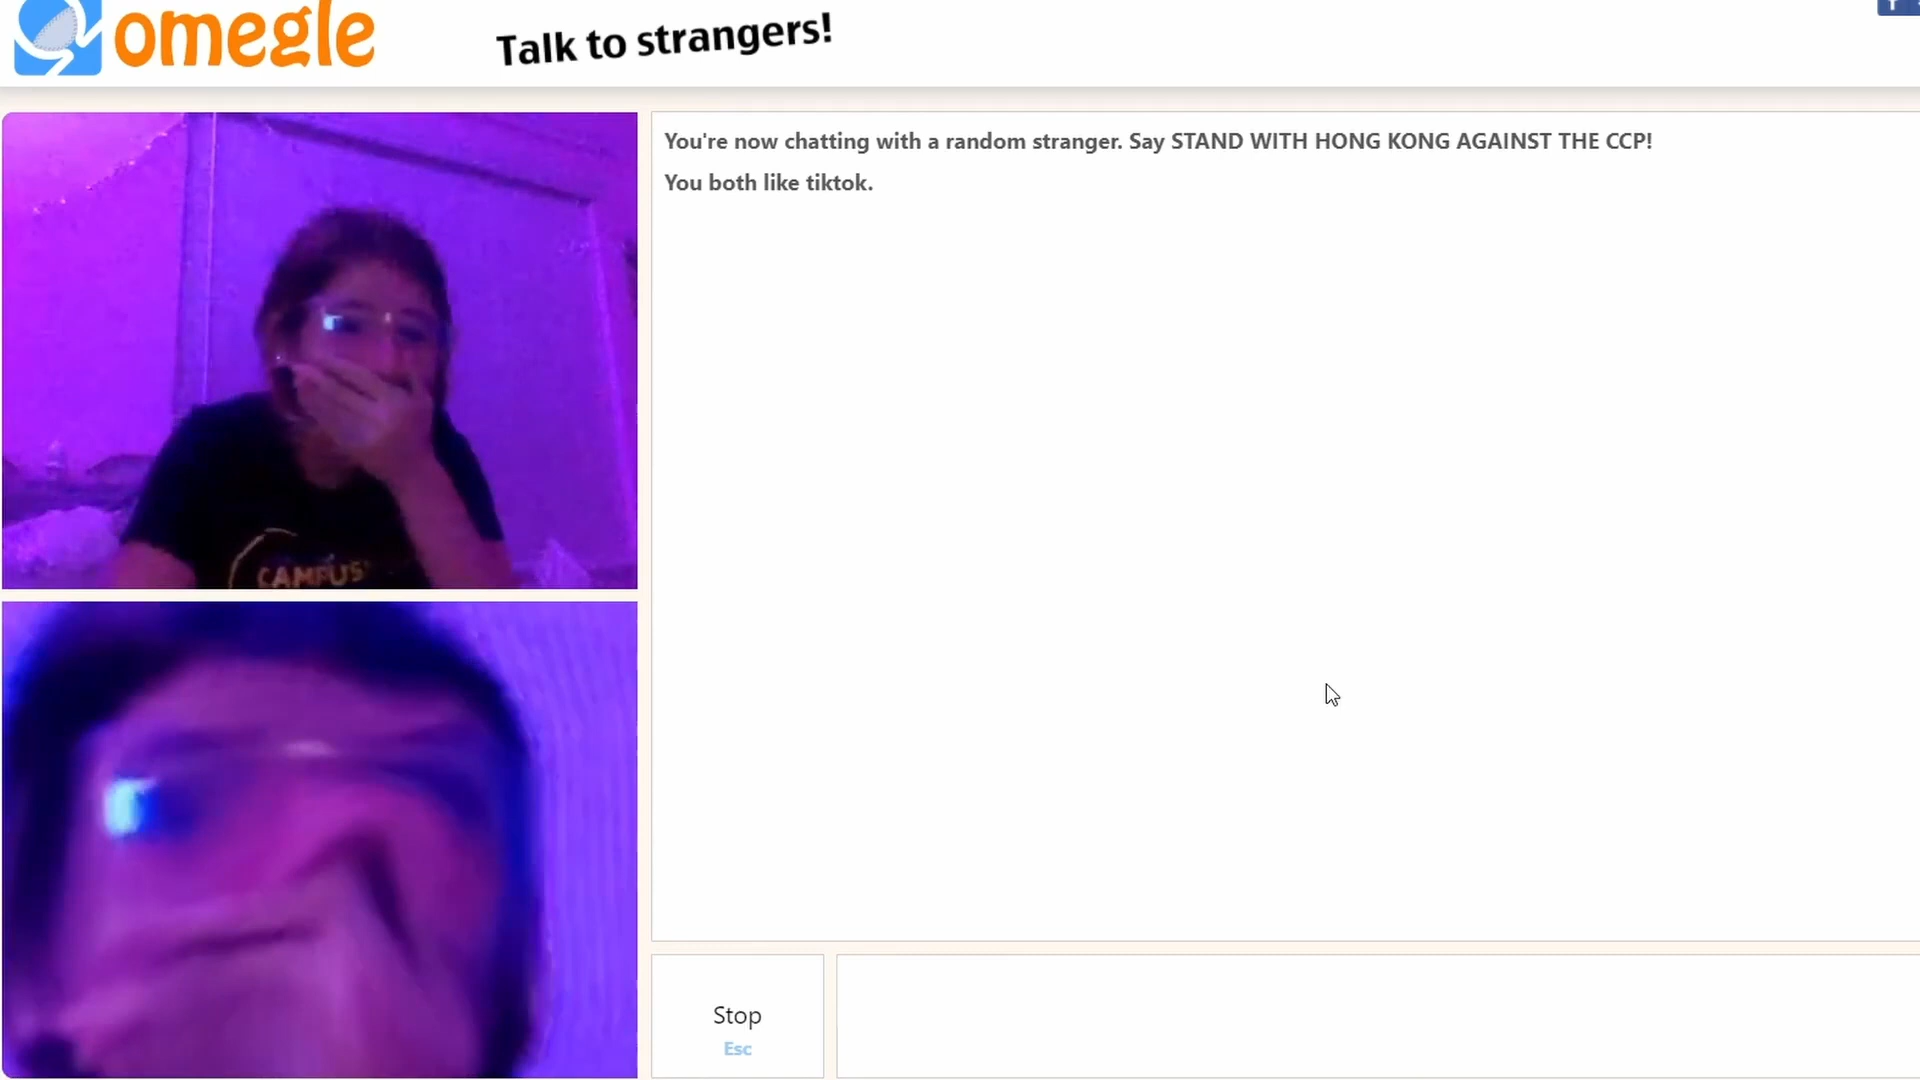 omegle
Talk to strangers!
You're now chatting with a random stranger. Say STAND WITH HONG KONG AGAINST THE CCP!
You both like tiktok.
CAMPUS
Stop
Esc